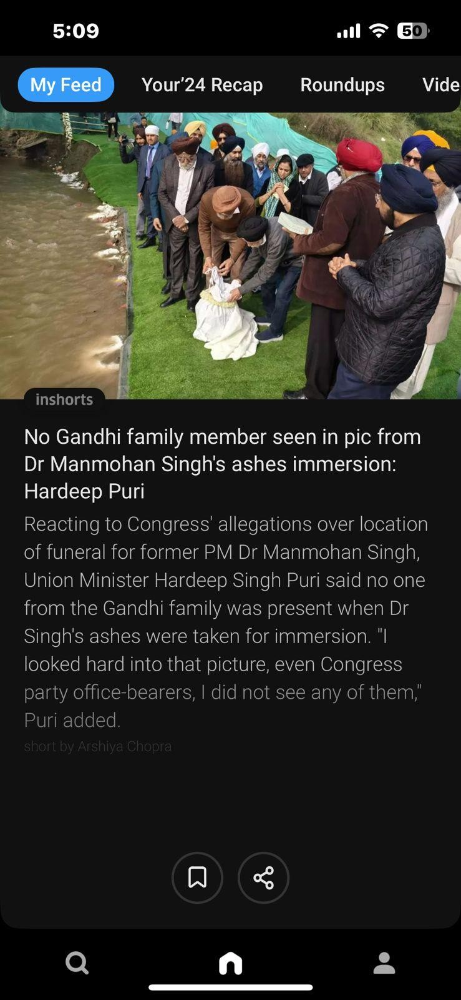 5:09
50
My Feed
Your'24 Recap
Roundups
Vide
inshorts
No Gandhi family member seen in pic from
Dr Manmohan Singh's ashes immersion:
Hardeep Puri
Reacting to Congress' allegations over location
of funeral for former PM Dr Manmohan Singh,
Union Minister Hardeep Singh Puri said no one
from the Gandhi family was present when Dr
Singh's ashes were taken for immersion. "I
looked hard into that picture, even Congress
party office-bearers, I did not see any of them,"
Puri added.
short by Arshiya Chopra